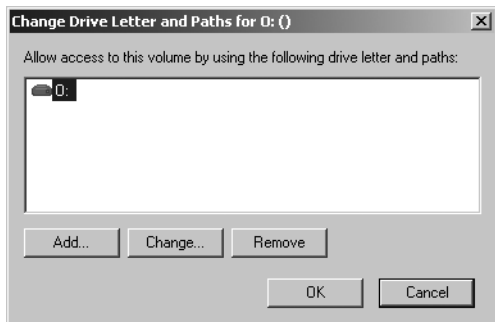 Change Drive Letter and Paths for O: ()
Allow access to this volume by using the following drive letter and paths:
O:
Add... Change... Remove
OK Cancel